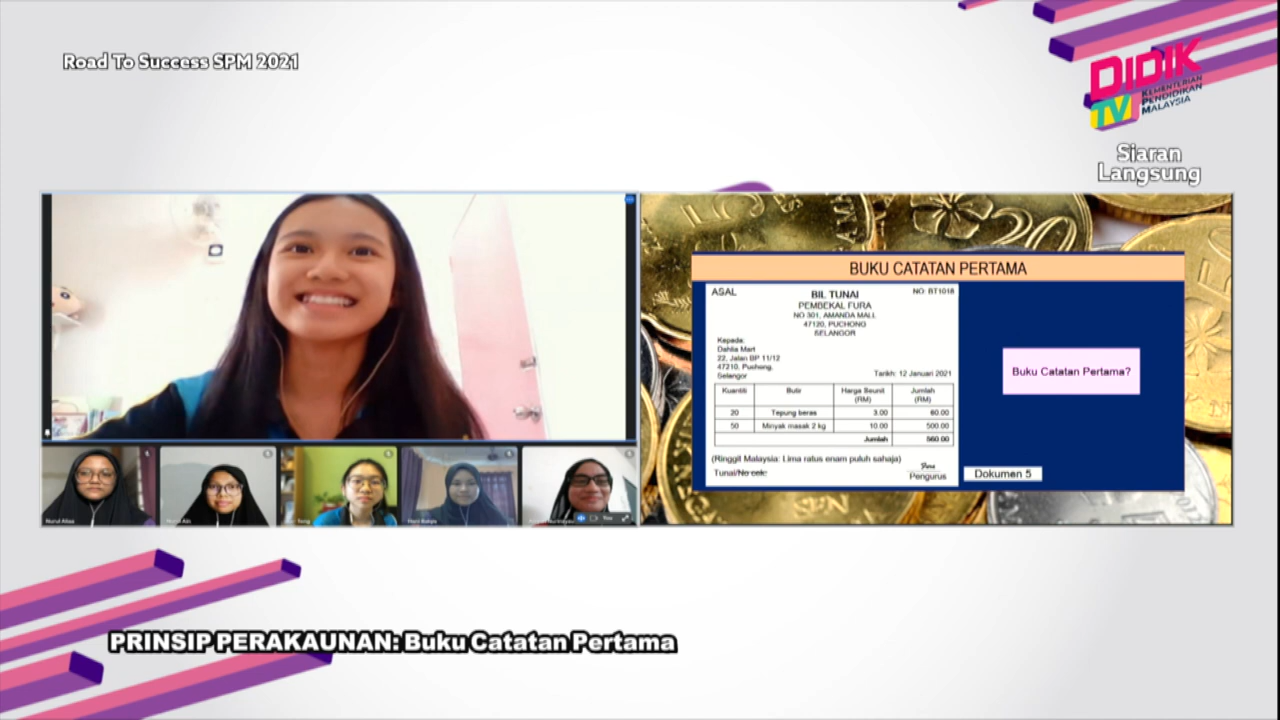 Road To Success SPM 2021
DIDIK
TV
KEMENTERIAN
PENDIDIKAN
MALAYSIA
Siaran
Langsung
20
BUKU CATATAN PERTAMA
ASAL
BIL TUNAI
NO: BT1018
PEMBEKAL FURA
NO 301, AMANDA MALL
47120, PUCHONG
SELANGOR
Kepada:
Dahlia Mart
22, Jalan BP 11/12
47210, Puchong,
Selangor
Tarikh: 12 Januari 2021
Kuantiti Butir Harga Seunit (RM) Jumlah (RM)
20 Tepung beras 3.00 60.00
50 Minyak masak 2 kg 10.00 500.00
Jumlah 560.00
(Ringgit Malaysia: Lima ratus enam puluh sahaja)
Tunai/No cek:
Fura
Pengurus
Buku Catatan Pertama?
Dokumen 5
PRINSIP PERAKAUNAN: Buku Catatan Pertama